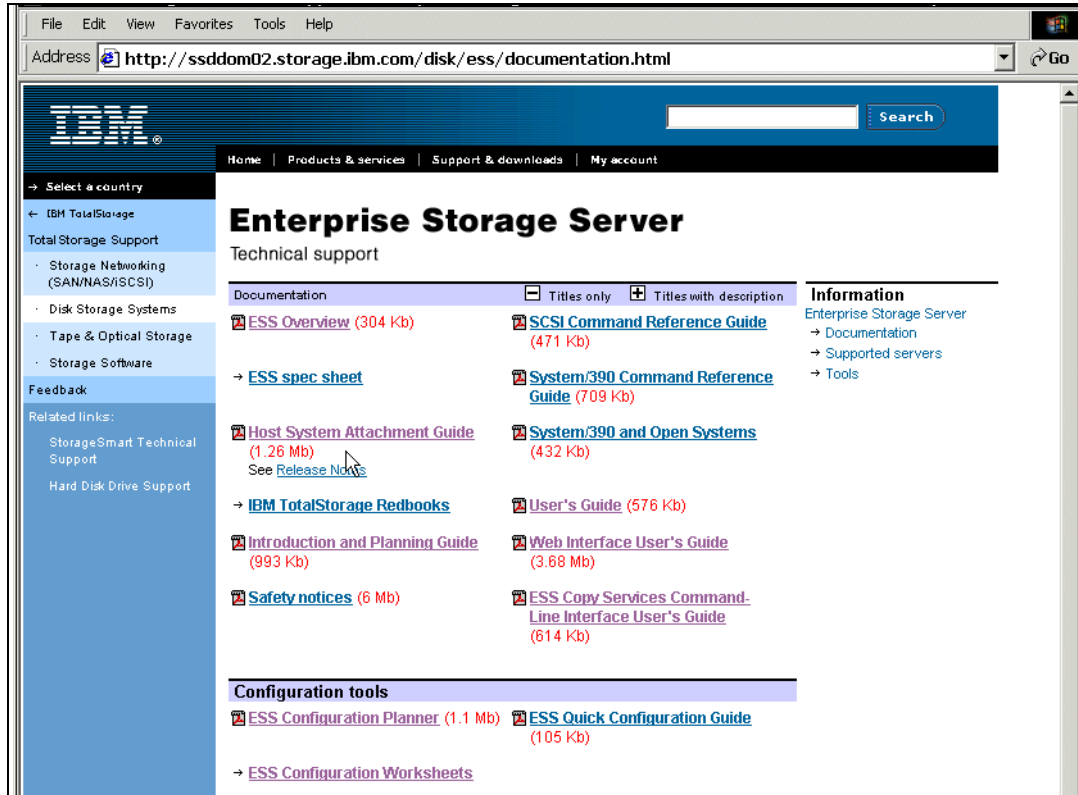 File Edit View Favorites Tools Help
Address http://ssddom02.storage.ibm.com/disk/ess/documentation.html Go
IBM®
Search
Home | Products & services | Support & downloads | My account
→ Select a country
← IBM TotalStorage
Total Storage Support
· Storage Networking
(SAN/NAS/iSCSI)
· Disk Storage Systems
· Tape & Optical Storage
· Storage Software
Feedback
Related links:
StorageSmart Technical
Support
Hard Disk Drive Support
Enterprise Storage Server
Technical support
Documentation Titles only Titles with description
ESS Overview (304 Kb)
→ ESS spec sheet
Host System Attachment Guide
(1.26 Mb)
See Release Notes
→ IBM TotalStorage Redbooks
Introduction and Planning Guide
(993 Kb)
Safety notices (6 Mb)
SCSI Command Reference Guide
(471 Kb)
System/390 Command Reference
Guide (709 Kb)
System/390 and Open Systems
(432 Kb)
User's Guide (576 Kb)
Web Interface User's Guide
(3.68 Mb)
ESS Copy Services Command-
Line Interface User's Guide
(614 Kb)
Information
Enterprise Storage Server
→ Documentation
→ Supported servers
→ Tools
Configuration tools
ESS Configuration Planner (1.1 Mb)
→ ESS Configuration Worksheets
ESS Quick Configuration Guide
(105 Kb)